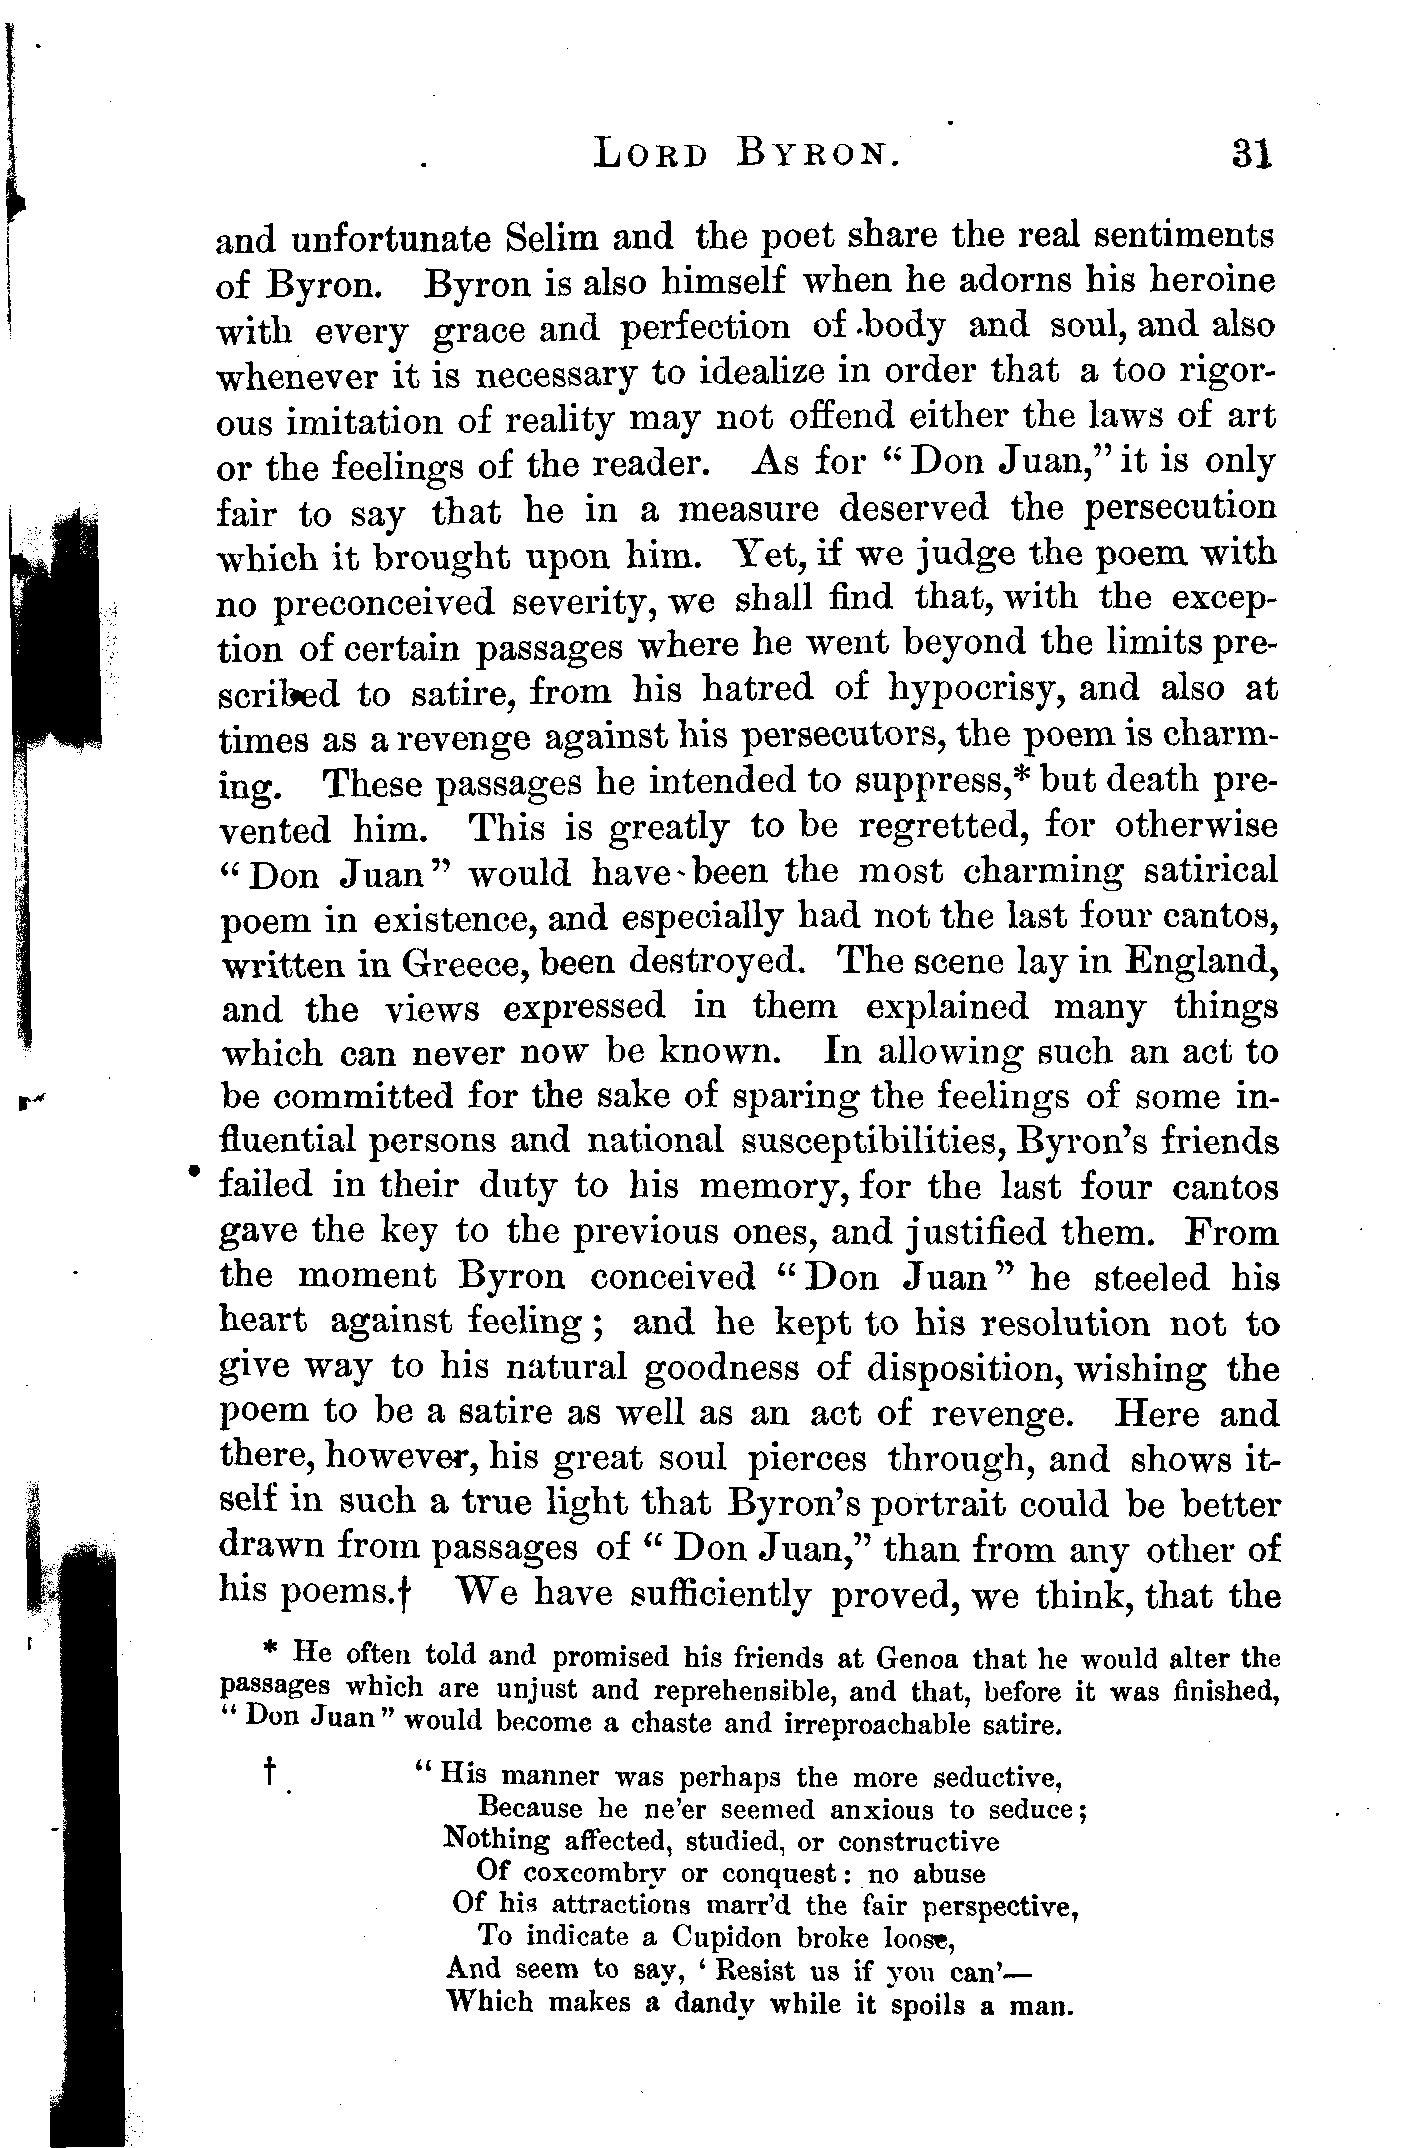 LORD BYRON. 31
and unfortunate Selim and the poet share the real sentiments
of Byron. Byron is also himself when he adorns his heroine
with every grace and perfection of body and soul, and also
whenever it is necessary to idealize in order that a too rigor-
ous imitation of reality may not offend either the laws of art
or the feelings of the reader. As for “Don Juan,” it is only
fair to say that he in a measure deserved the persecution
which it brought upon him. Yet, if we judge the poem with
no preconceived severity, we shall find that, with the excep-
tion of certain passages where he went beyond the limits pre-
scribed to satire, from his hatred of hypocrisy, and also at
times as a revenge against his persecutors, the poem is charm-
ing. These passages he intended to suppress,* but death pre-
vented him. This is greatly to be regretted, for otherwise
“Don Juan” would have been the most charming satirical
poem in existence, and especially had not the last four cantos,
written in Greece, been destroyed. The scene lay in England,
and the views expressed in them explained many things
which can never now be known. In allowing such an act to
be committed for the sake of sparing the feelings of some in-
fluential persons and national susceptibilities, Byron’s friends
failed in their duty to his memory, for the last four cantos
gave the key to the previous ones, and justified them. From
the moment Byron conceived “Don Juan” he steeled his
heart against feeling; and he kept to his resolution not to
give way to his natural goodness of disposition, wishing the
poem to be a satire as well as an act of revenge. Here and
there, however, his great soul pierces through, and shows it-
self in such a true light that Byron’s portrait could be better
drawn from passages of “Don Juan,” than from any other of
his poems.† We have sufficiently proved, we think, that the
* He often told and promised his friends at Genoa that he would alter the
passages which are unjust and reprehensible, and that, before it was finished,
“Don Juan” would become a chaste and irreproachable satire.
† “His manner was perhaps the more seductive,
Because he ne’er seemed anxious to seduce;
Nothing affected, studied, or constructive
Of coxcombry or conquest: no abuse
Of his attractions marr’d the fair perspective,
To indicate a Cupidon broke loose,
And seem to say, ‘Resist us if you can’—
Which makes a dandy while it spoils a man.